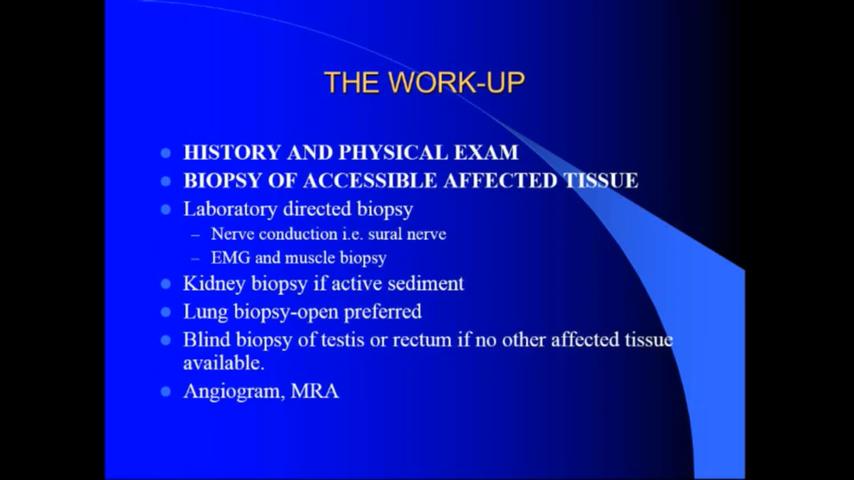 THE WORK-UP
HISTORY AND PHYSICAL EXAM
BIOPSY OF ACCESSIBLE AFFECTED TISSUE
Laboratory directed biopsy
– Nerve conduction i.e. sural nerve
– EMG and muscle biopsy
Kidney biopsy if active sediment
Lung biopsy-open preferred
Blind biopsy of testis or rectum if no other affected tissue
available.
Angiogram, MRA